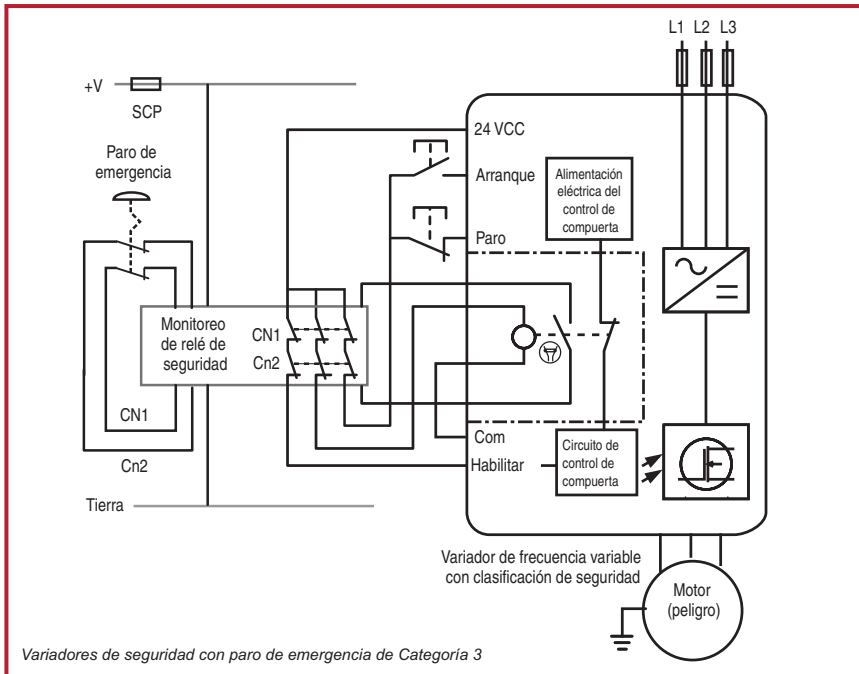 L1 L2 L3
+V
SCP
24 VCC
Paro de
emergencia
Arranque
Alimentación
eléctrica del
control de
compuerta
Paro
Monitoreo
de relé de
seguridad
CN1
Cn2
CN1
Cn2
Com
Habilitar
Circuito de
control de
compuerta
Tierra
Variador de frecuencia variable
con clasificación de seguridad
Motor
(peligro)
Variadores de seguridad con paro de emergencia de Categoría 3